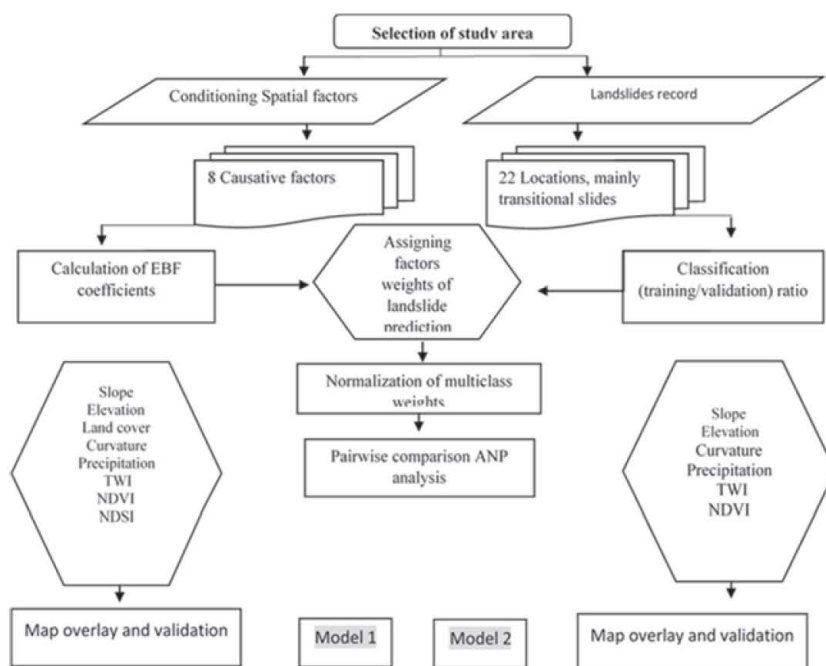 Selection of study area
Conditioning Spatial factors
Landslides record
8 Causative factors
22 Locations, mainly
transitional slides
Calculation of EBF
coefficients
Assigning
factors
weights of
landslide
prediction
Classification
(training/validation) ratio
Normalization of multiclass
weights
Pairwise comparison ANP
analysis
Slope
Elevation
Land cover
Curvature
Precipitation
TWI
NDVI
NDSI
Slope
Elevation
Curvature
Precipitation
TWI
NDVI
Map overlay and validation
Model 1
Model 2
Map overlay and validation